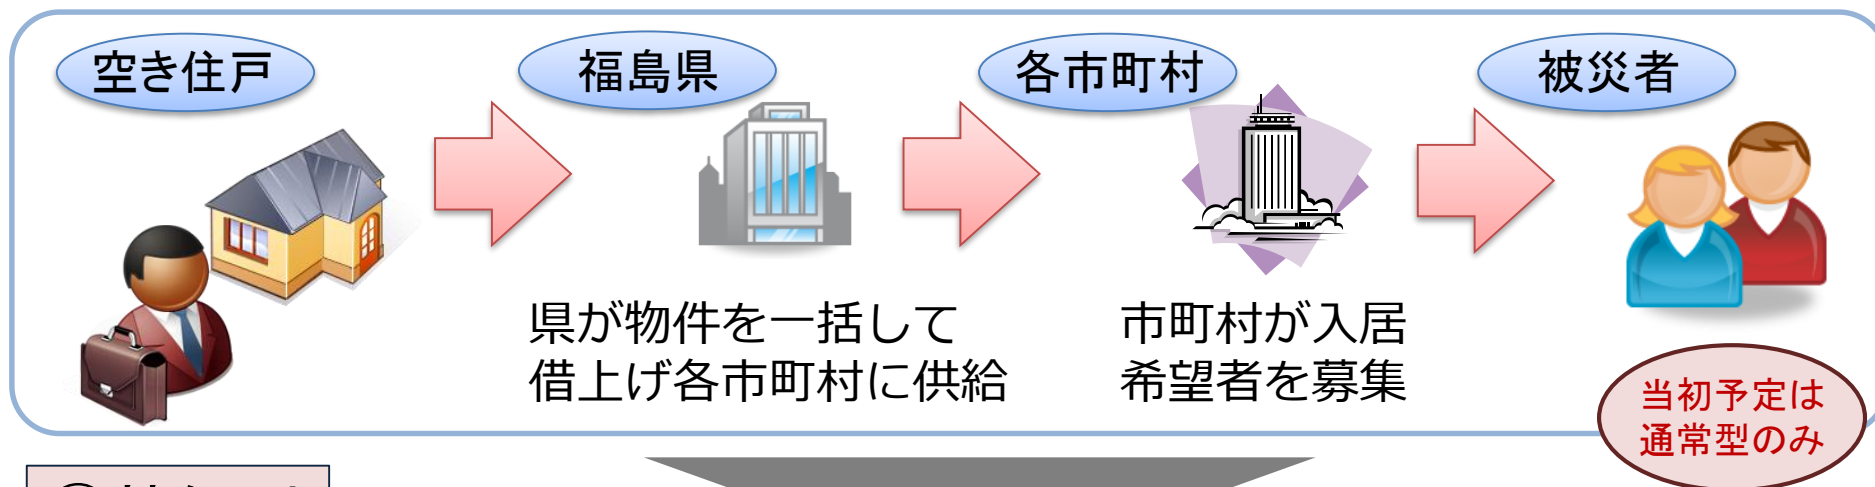 空き住戸
福島県
各市町村
被災者
県が物件を一括して
借上げ各市町村に供給
市町村が入居
希望者を募集
当初予定は
通常型のみ